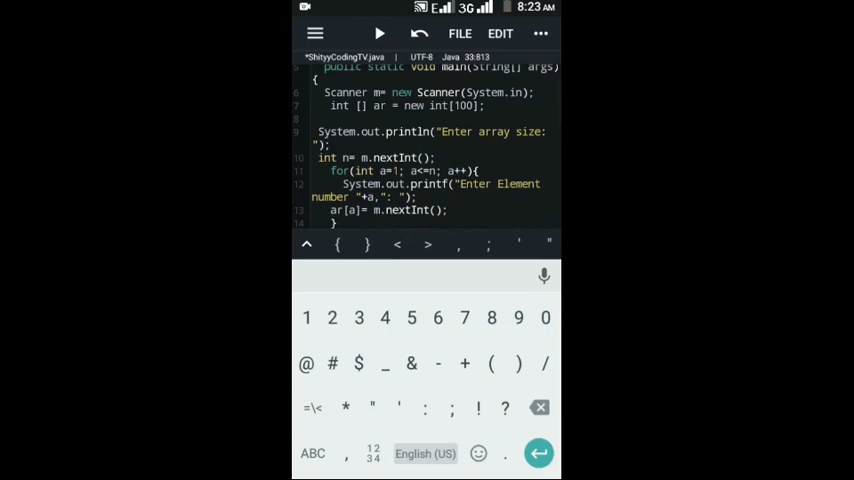 E 3G 8:23 AM
FILE EDIT
*ShityyCodingTV.java | UTF-8 Java 33:813
5 public static void main(String[] args)
{
6 Scanner m= new Scanner(System.in);
7 int [] ar = new int[100];
8
9 System.out.println("Enter array size:
");
10 int n= m.nextInt();
11 for(int a=1; a<=n; a++){
12 System.out.printf("Enter Element
number "+a,": ");
13 ar[a]= m.nextInt();
14 }
{ } < > , ; ' "
1 2 3 4 5 6 7 8 9 0
@ # $ _ & - + ( ) /
=\< * " ' : ; ! ?
ABC , 12 34 English (US) .